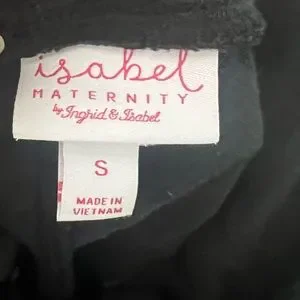 isabel
MATERNITY
by Ingrid & Isabel
S
MADE IN
VIETNAM